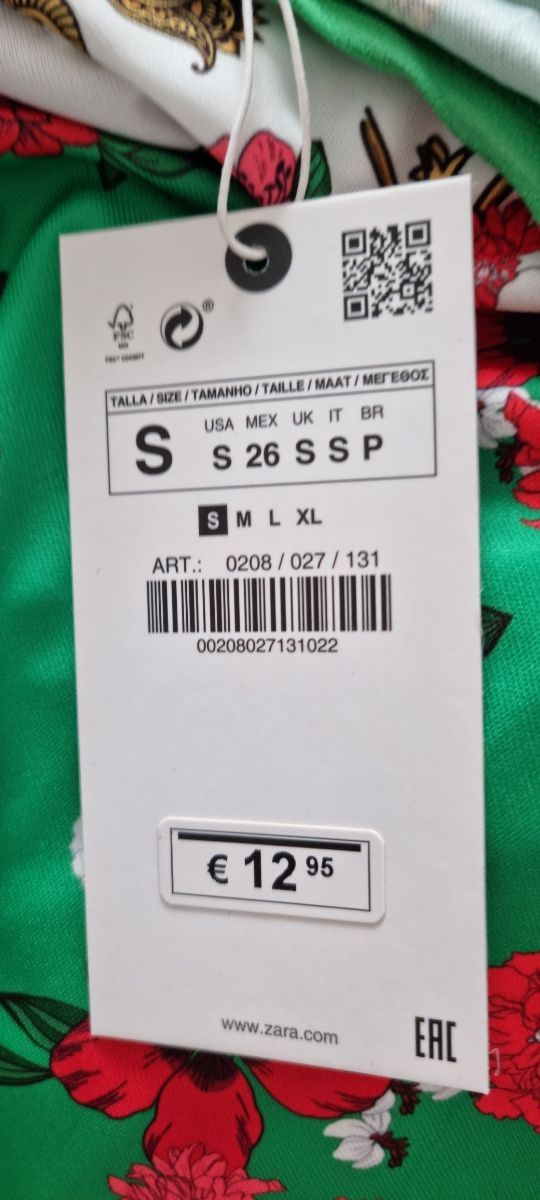 ®
FSC
MIX
TALLA / SIZE / TAMANHO / TAILLE / MAAT / ΜΕΓΕΘΟΣ
S
USA MEX UK IT BR
S 26 S S P
S M L XL
ART.: 0208 / 027 / 131
00208027131022
€ 12 95
www.zara.com
EAC